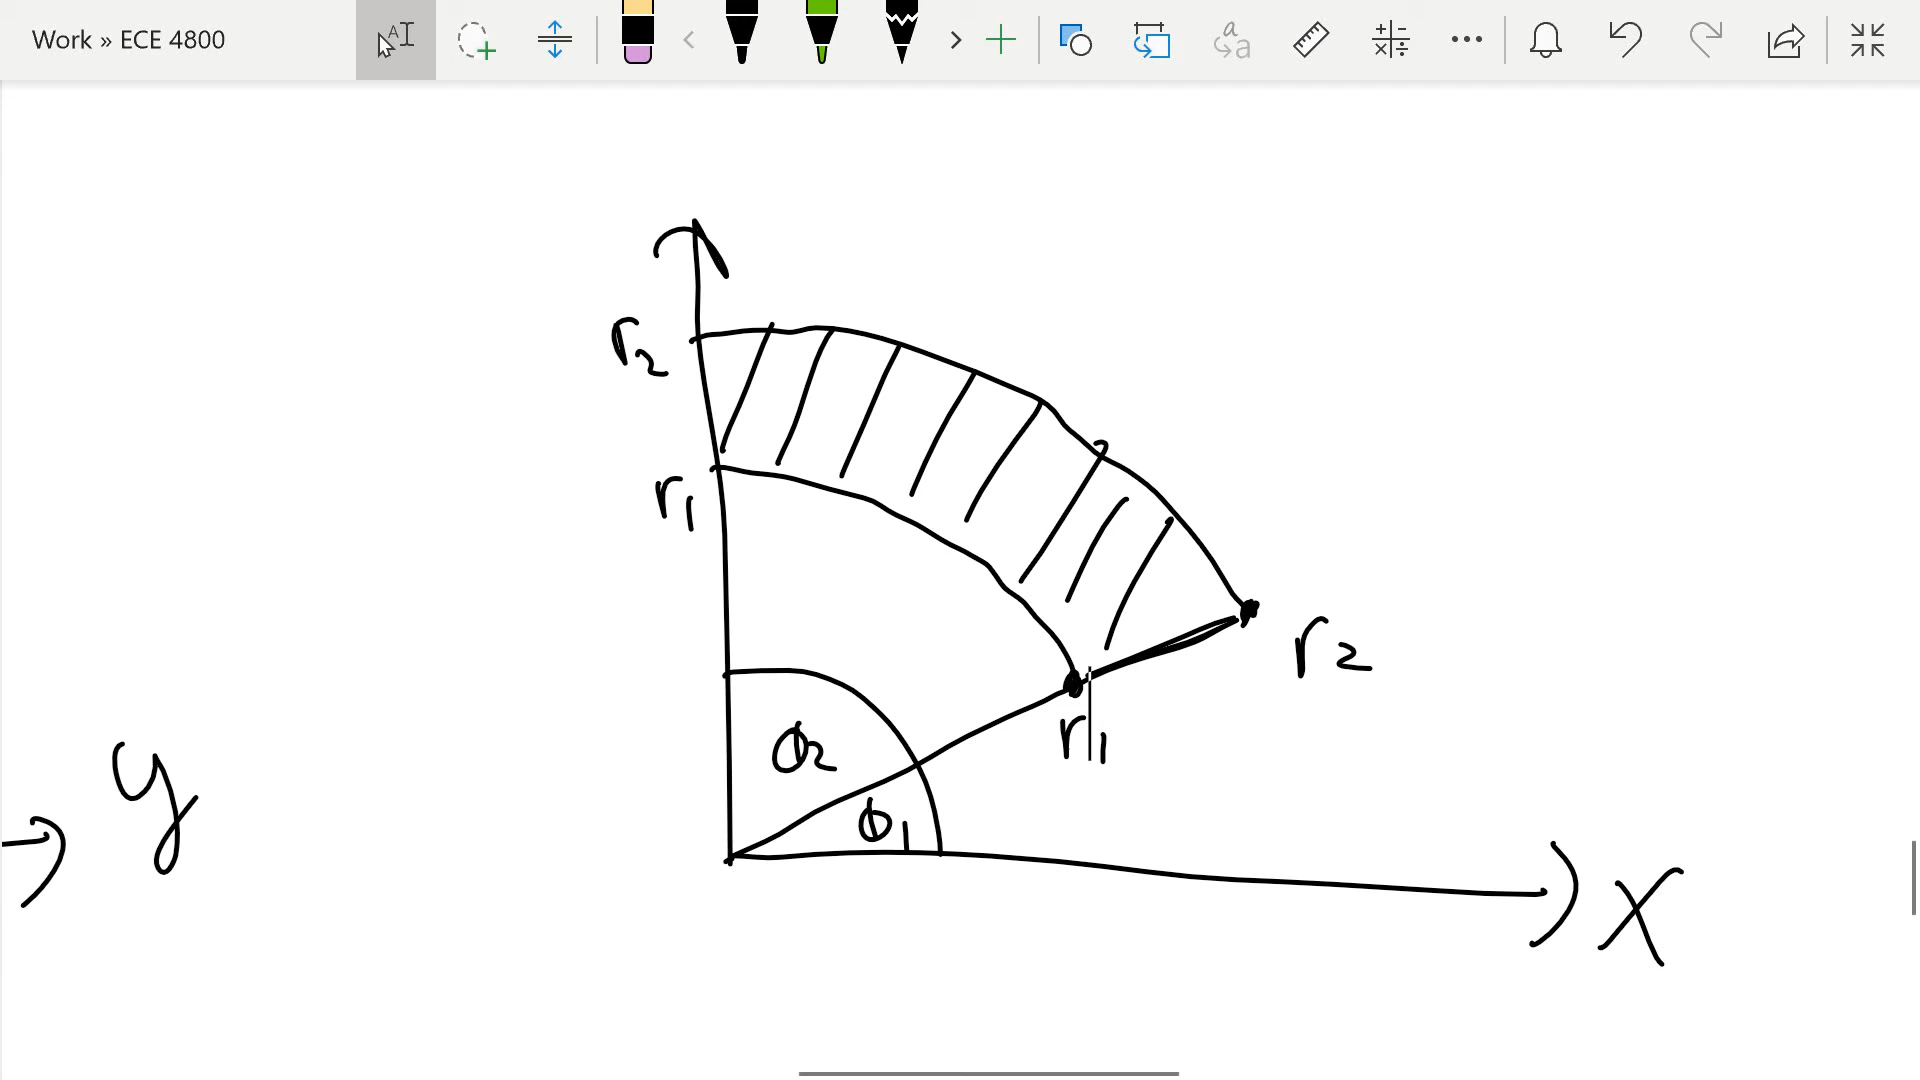 Work » ECE 4800
r2
r1
r2
r1
ϕ2
ϕ1
y
x